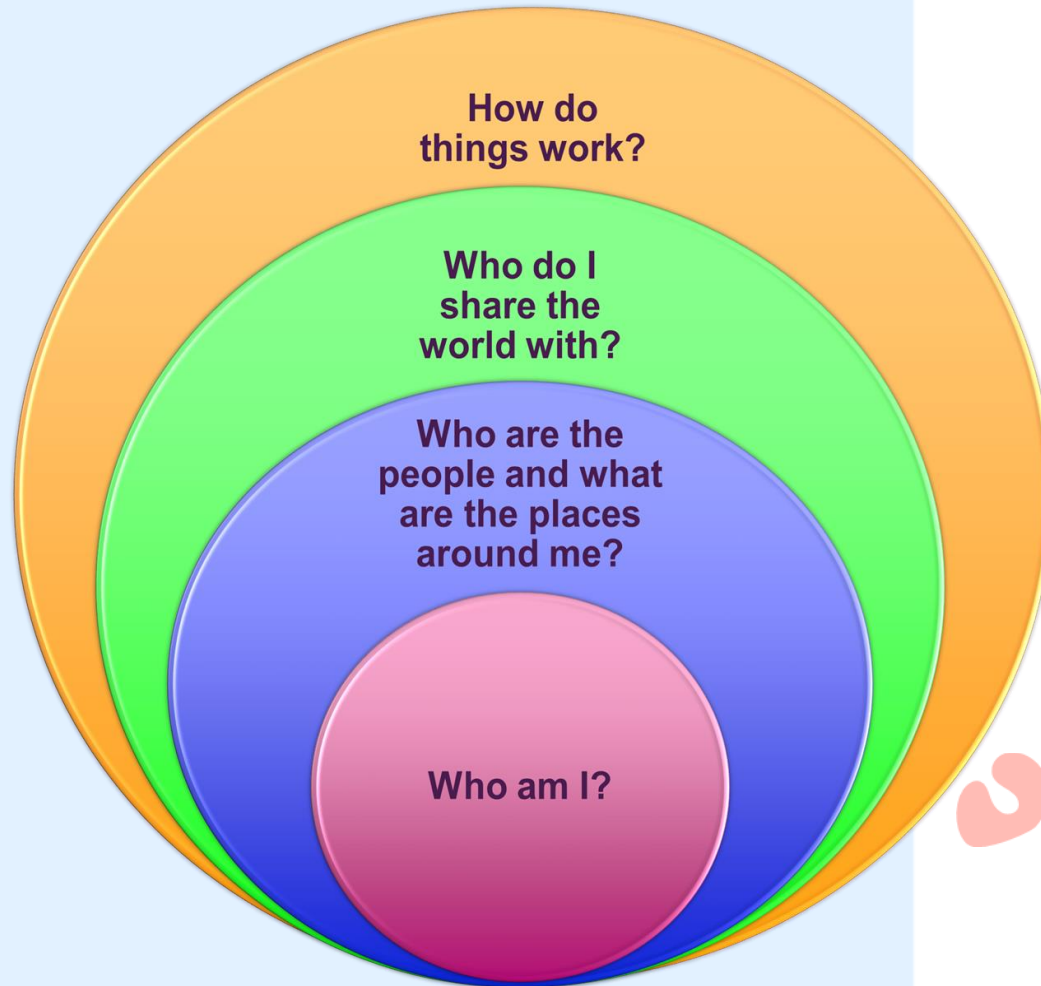 How do
things work?
Who do I
share the
world with?
Who are the
people and what
are the places
around me?
Who am I?